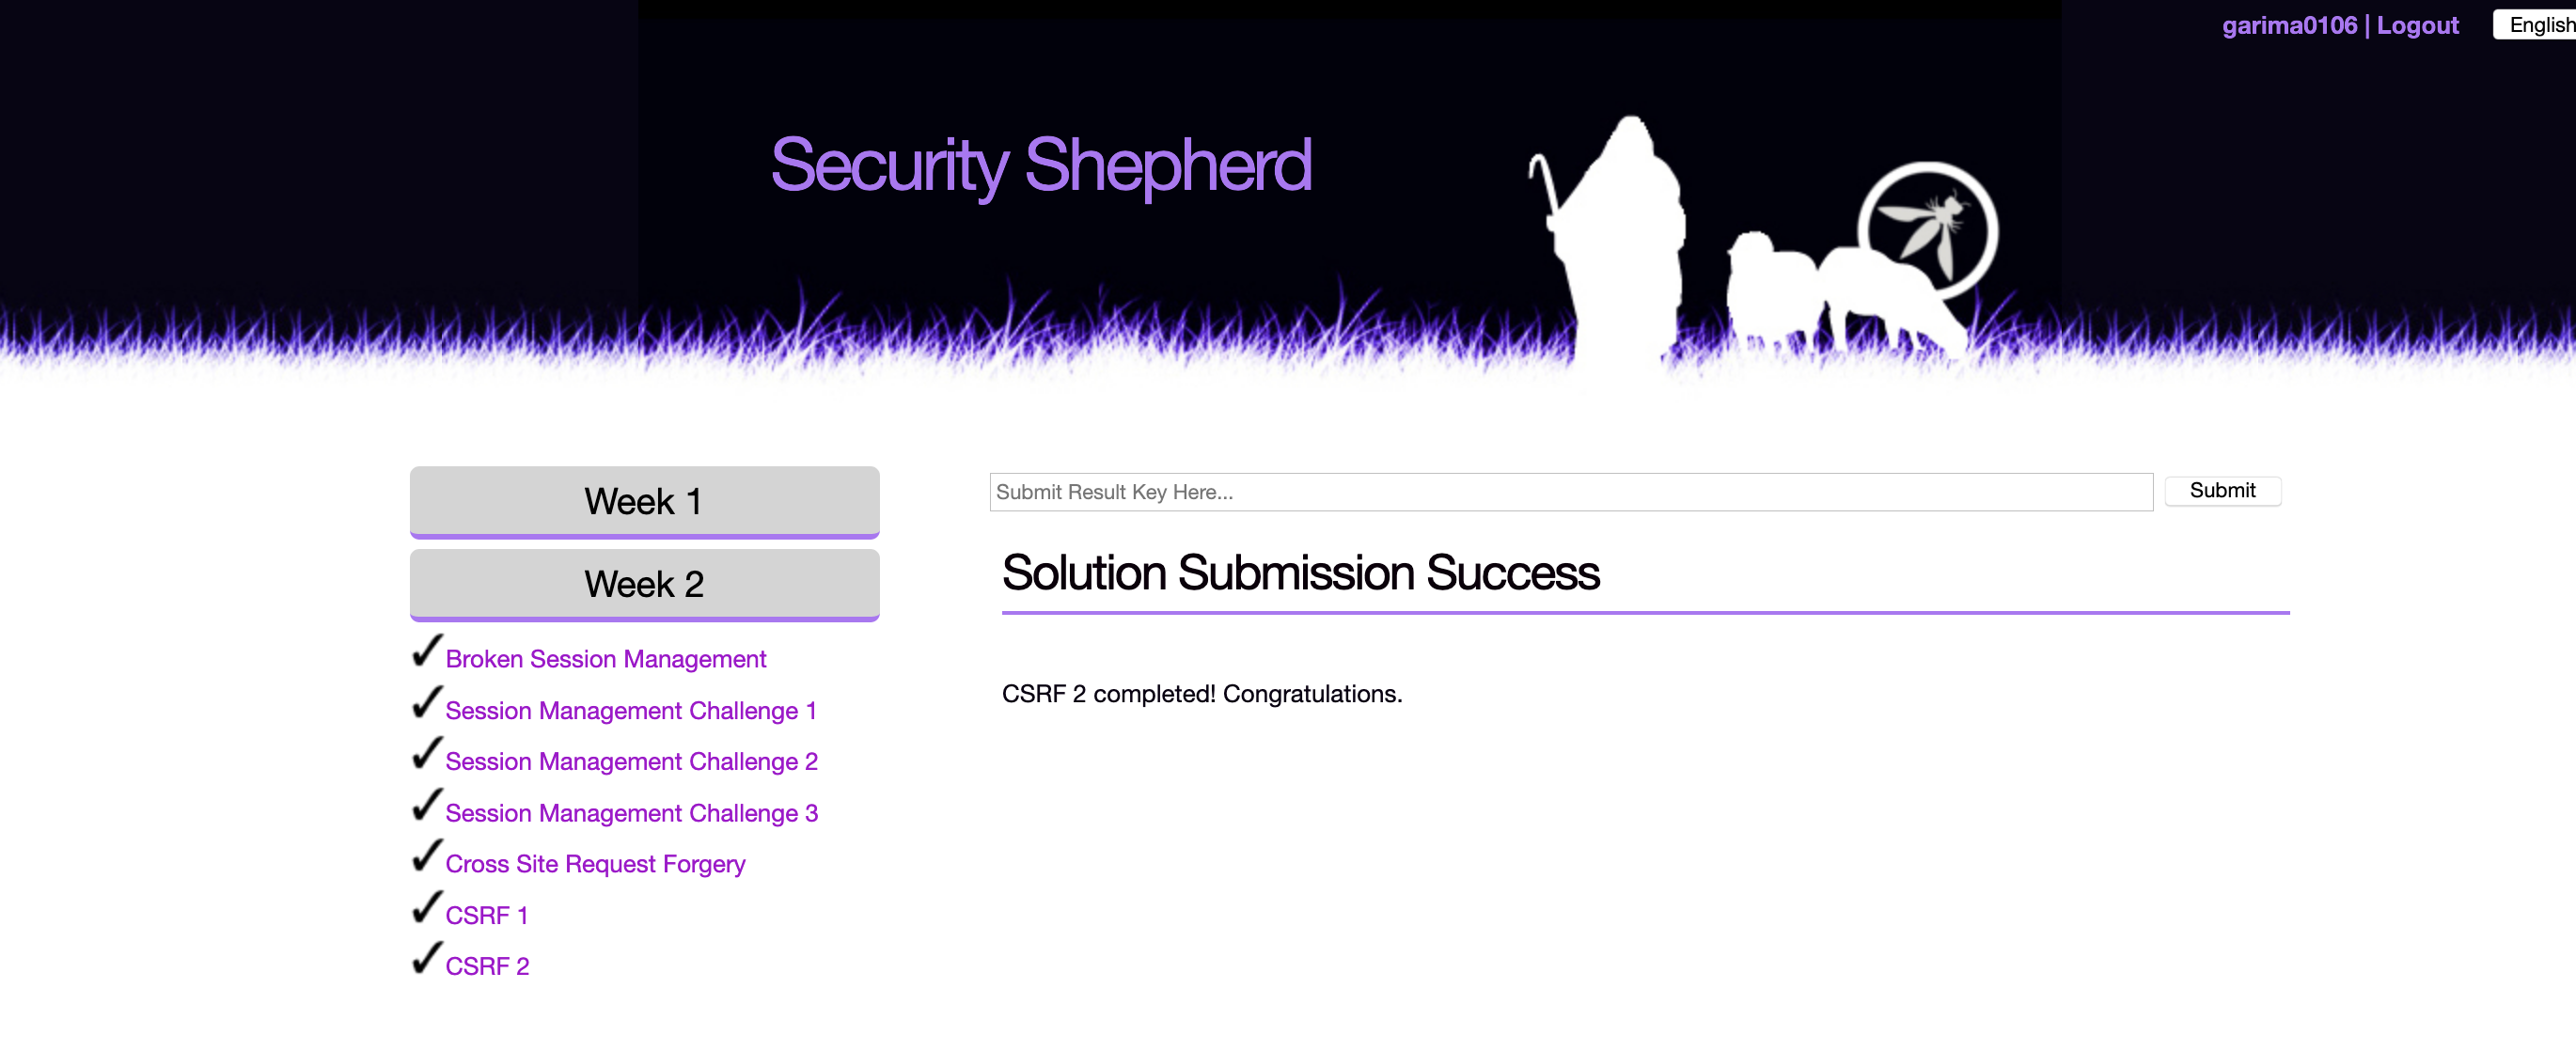 garima0106 | Logout
English
Security Shepherd
Week 1
Submit Result Key Here...
Submit
Week 2
Solution Submission Success
Broken Session Management
CSRF 2 completed! Congratulations.
Session Management Challenge 1
Session Management Challenge 2
Session Management Challenge 3
Cross Site Request Forgery
CSRF 1
CSRF 2